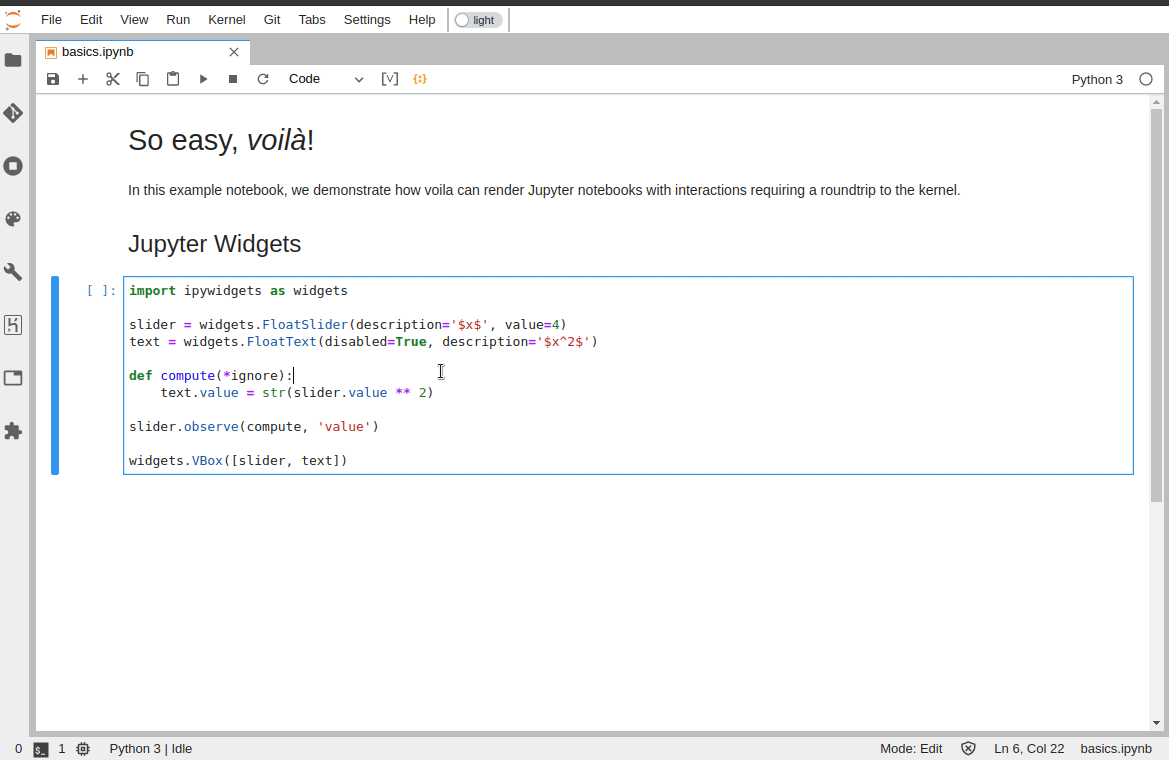 File Edit View Run Kernel Git Tabs Settings Help light
basics.ipynb
Code [V] {:} Python 3
So easy, voilà!
In this example notebook, we demonstrate how voila can render Jupyter notebooks with interactions requiring a roundtrip to the kernel.
Jupyter Widgets
[ ]: import ipywidgets as widgets
slider = widgets.FloatSlider(description='$x$', value=4)
text = widgets.FloatText(disabled=True, description='$x^2$')
def compute(*ignore):
    text.value = str(slider.value ** 2)
slider.observe(compute, 'value')
widgets.VBox([slider, text])
0 $_ 1 Python 3 | Idle Mode: Edit Ln 6, Col 22 basics.ipynb